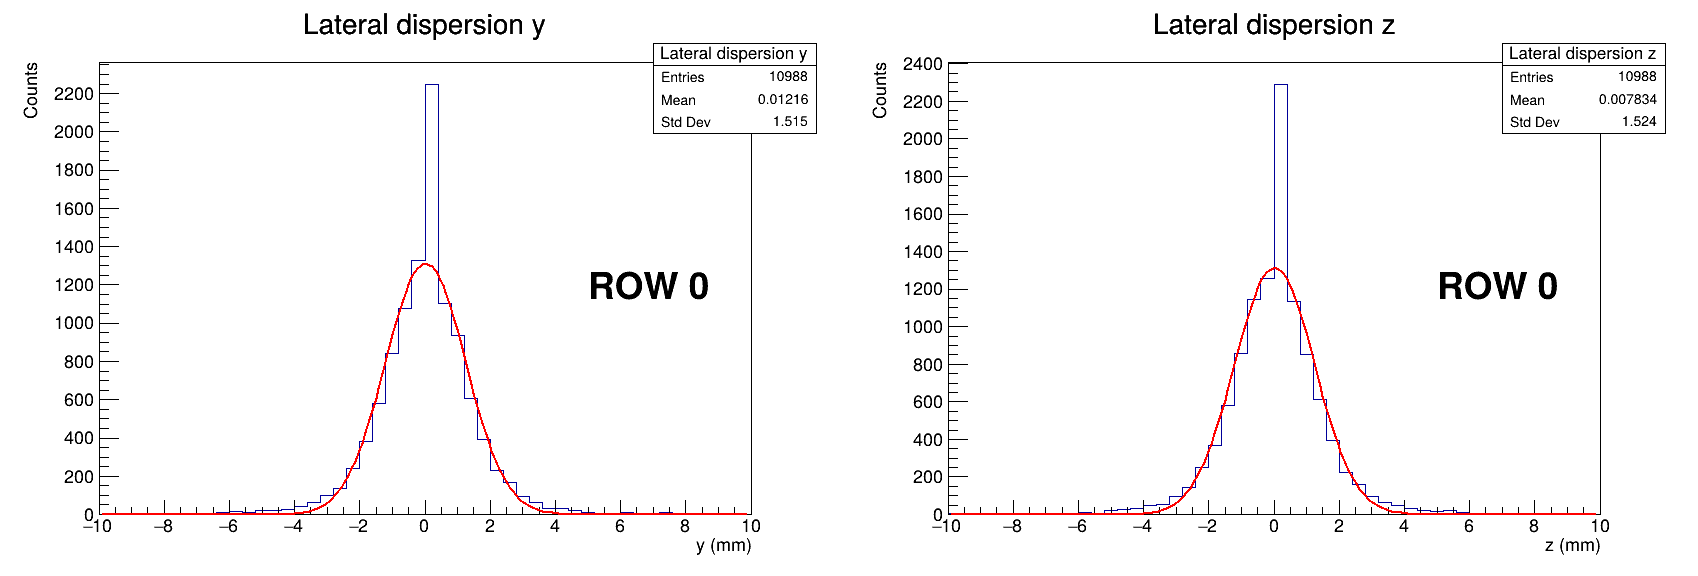 Lateral dispersion y
Counts
Lateral dispersion y
Entries 10988
Mean 0.01216
Std Dev 1.515
2200
2000
1800
1600
1400
1200
1000
800
600
400
200
0
ROW 0
−10 −8 −6 −4 −2 0 2 4 6 8 10
y (mm)
Lateral dispersion z
Counts
Lateral dispersion z
Entries 10988
Mean 0.007834
Std Dev 1.524
2400
2200
2000
1800
1600
1400
1200
1000
800
600
400
200
0
ROW 0
−10 −8 −6 −4 −2 0 2 4 6 8 10
z (mm)